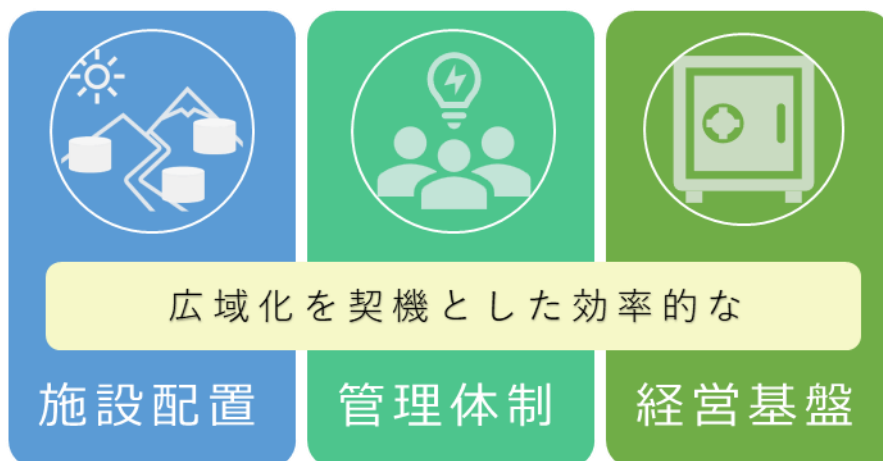 広域化を契機とした効率的な
施設配置
管理体制
経営基盤